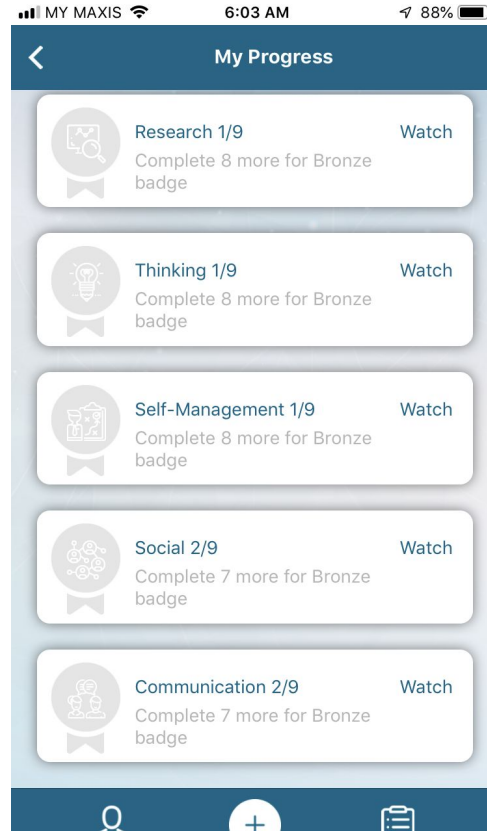 MY MAXIS 6:03 AM 88%
My Progress
Research 1/9 Watch
Complete 8 more for Bronze
badge
Thinking 1/9 Watch
Complete 8 more for Bronze
badge
Self-Management 1/9 Watch
Complete 8 more for Bronze
badge
Social 2/9 Watch
Complete 7 more for Bronze
badge
Communication 2/9 Watch
Complete 7 more for Bronze
badge